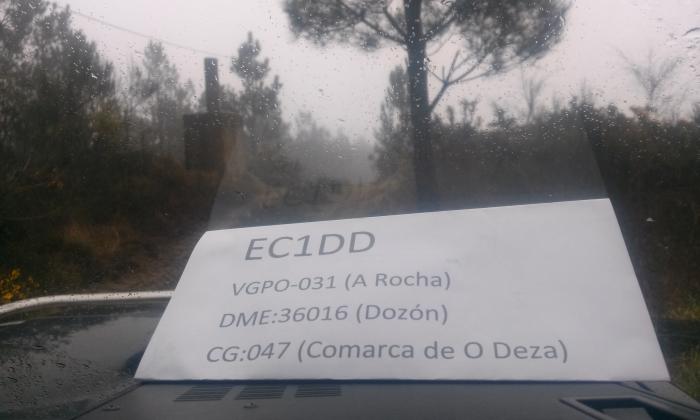 EC1DD
VGPO-031 (A Rocha)
DME:36016 (Dozón)
CG:047 (Comarca de O Deza)